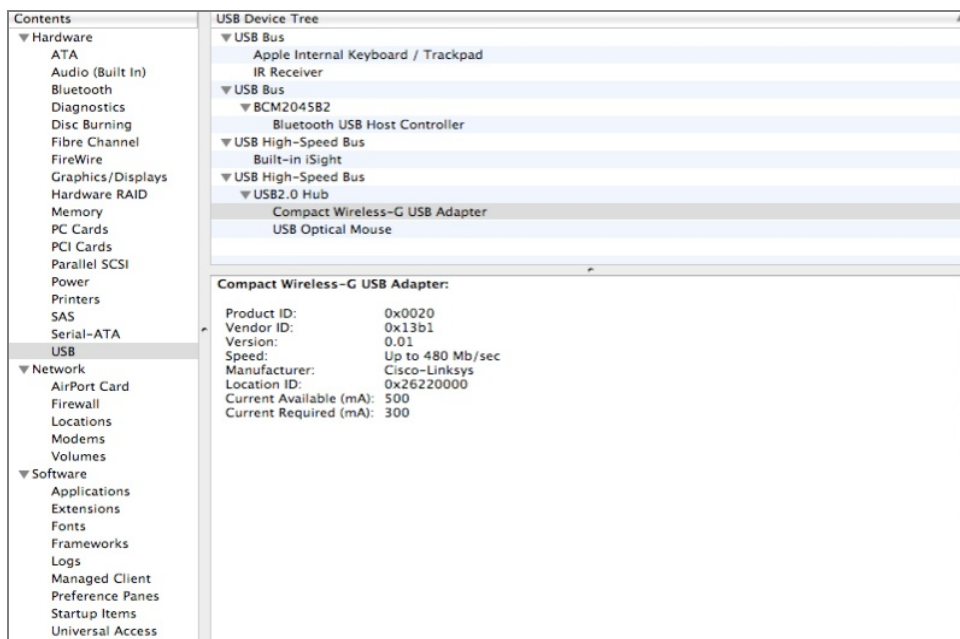 Contents
Hardware
ATA
Audio (Built In)
Bluetooth
Diagnostics
Disc Burning
Fibre Channel
FireWire
Graphics/Displays
Hardware RAID
Memory
PC Cards
PCI Cards
Parallel SCSI
Power
Printers
SAS
Serial-ATA
USB
Network
AirPort Card
Firewall
Locations
Modems
Volumes
Software
Applications
Extensions
Fonts
Frameworks
Logs
Managed Client
Preference Panes
Startup Items
Universal Access
USB Device Tree
USB Bus
Apple Internal Keyboard / Trackpad
IR Receiver
USB Bus
BCM2045B2
Bluetooth USB Host Controller
USB High-Speed Bus
Built-in iSight
USB High-Speed Bus
USB2.0 Hub
Compact Wireless-G USB Adapter
USB Optical Mouse
Compact Wireless-G USB Adapter:
Product ID: 0x0020
Vendor ID: 0x13b1
Version: 0.01
Speed: Up to 480 Mb/sec
Manufacturer: Cisco-Linksys
Location ID: 0x26220000
Current Available (mA): 500
Current Required (mA): 300